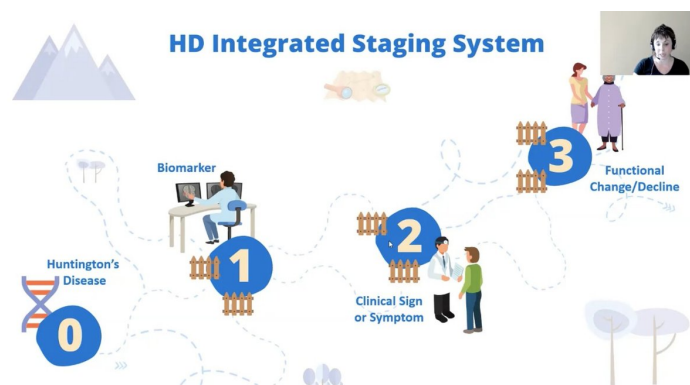 HD Integrated Staging System
Biomarker
3
Functional
Change/Decline
2
1
Huntington's
Disease
Clinical Sign
or Symptom
0